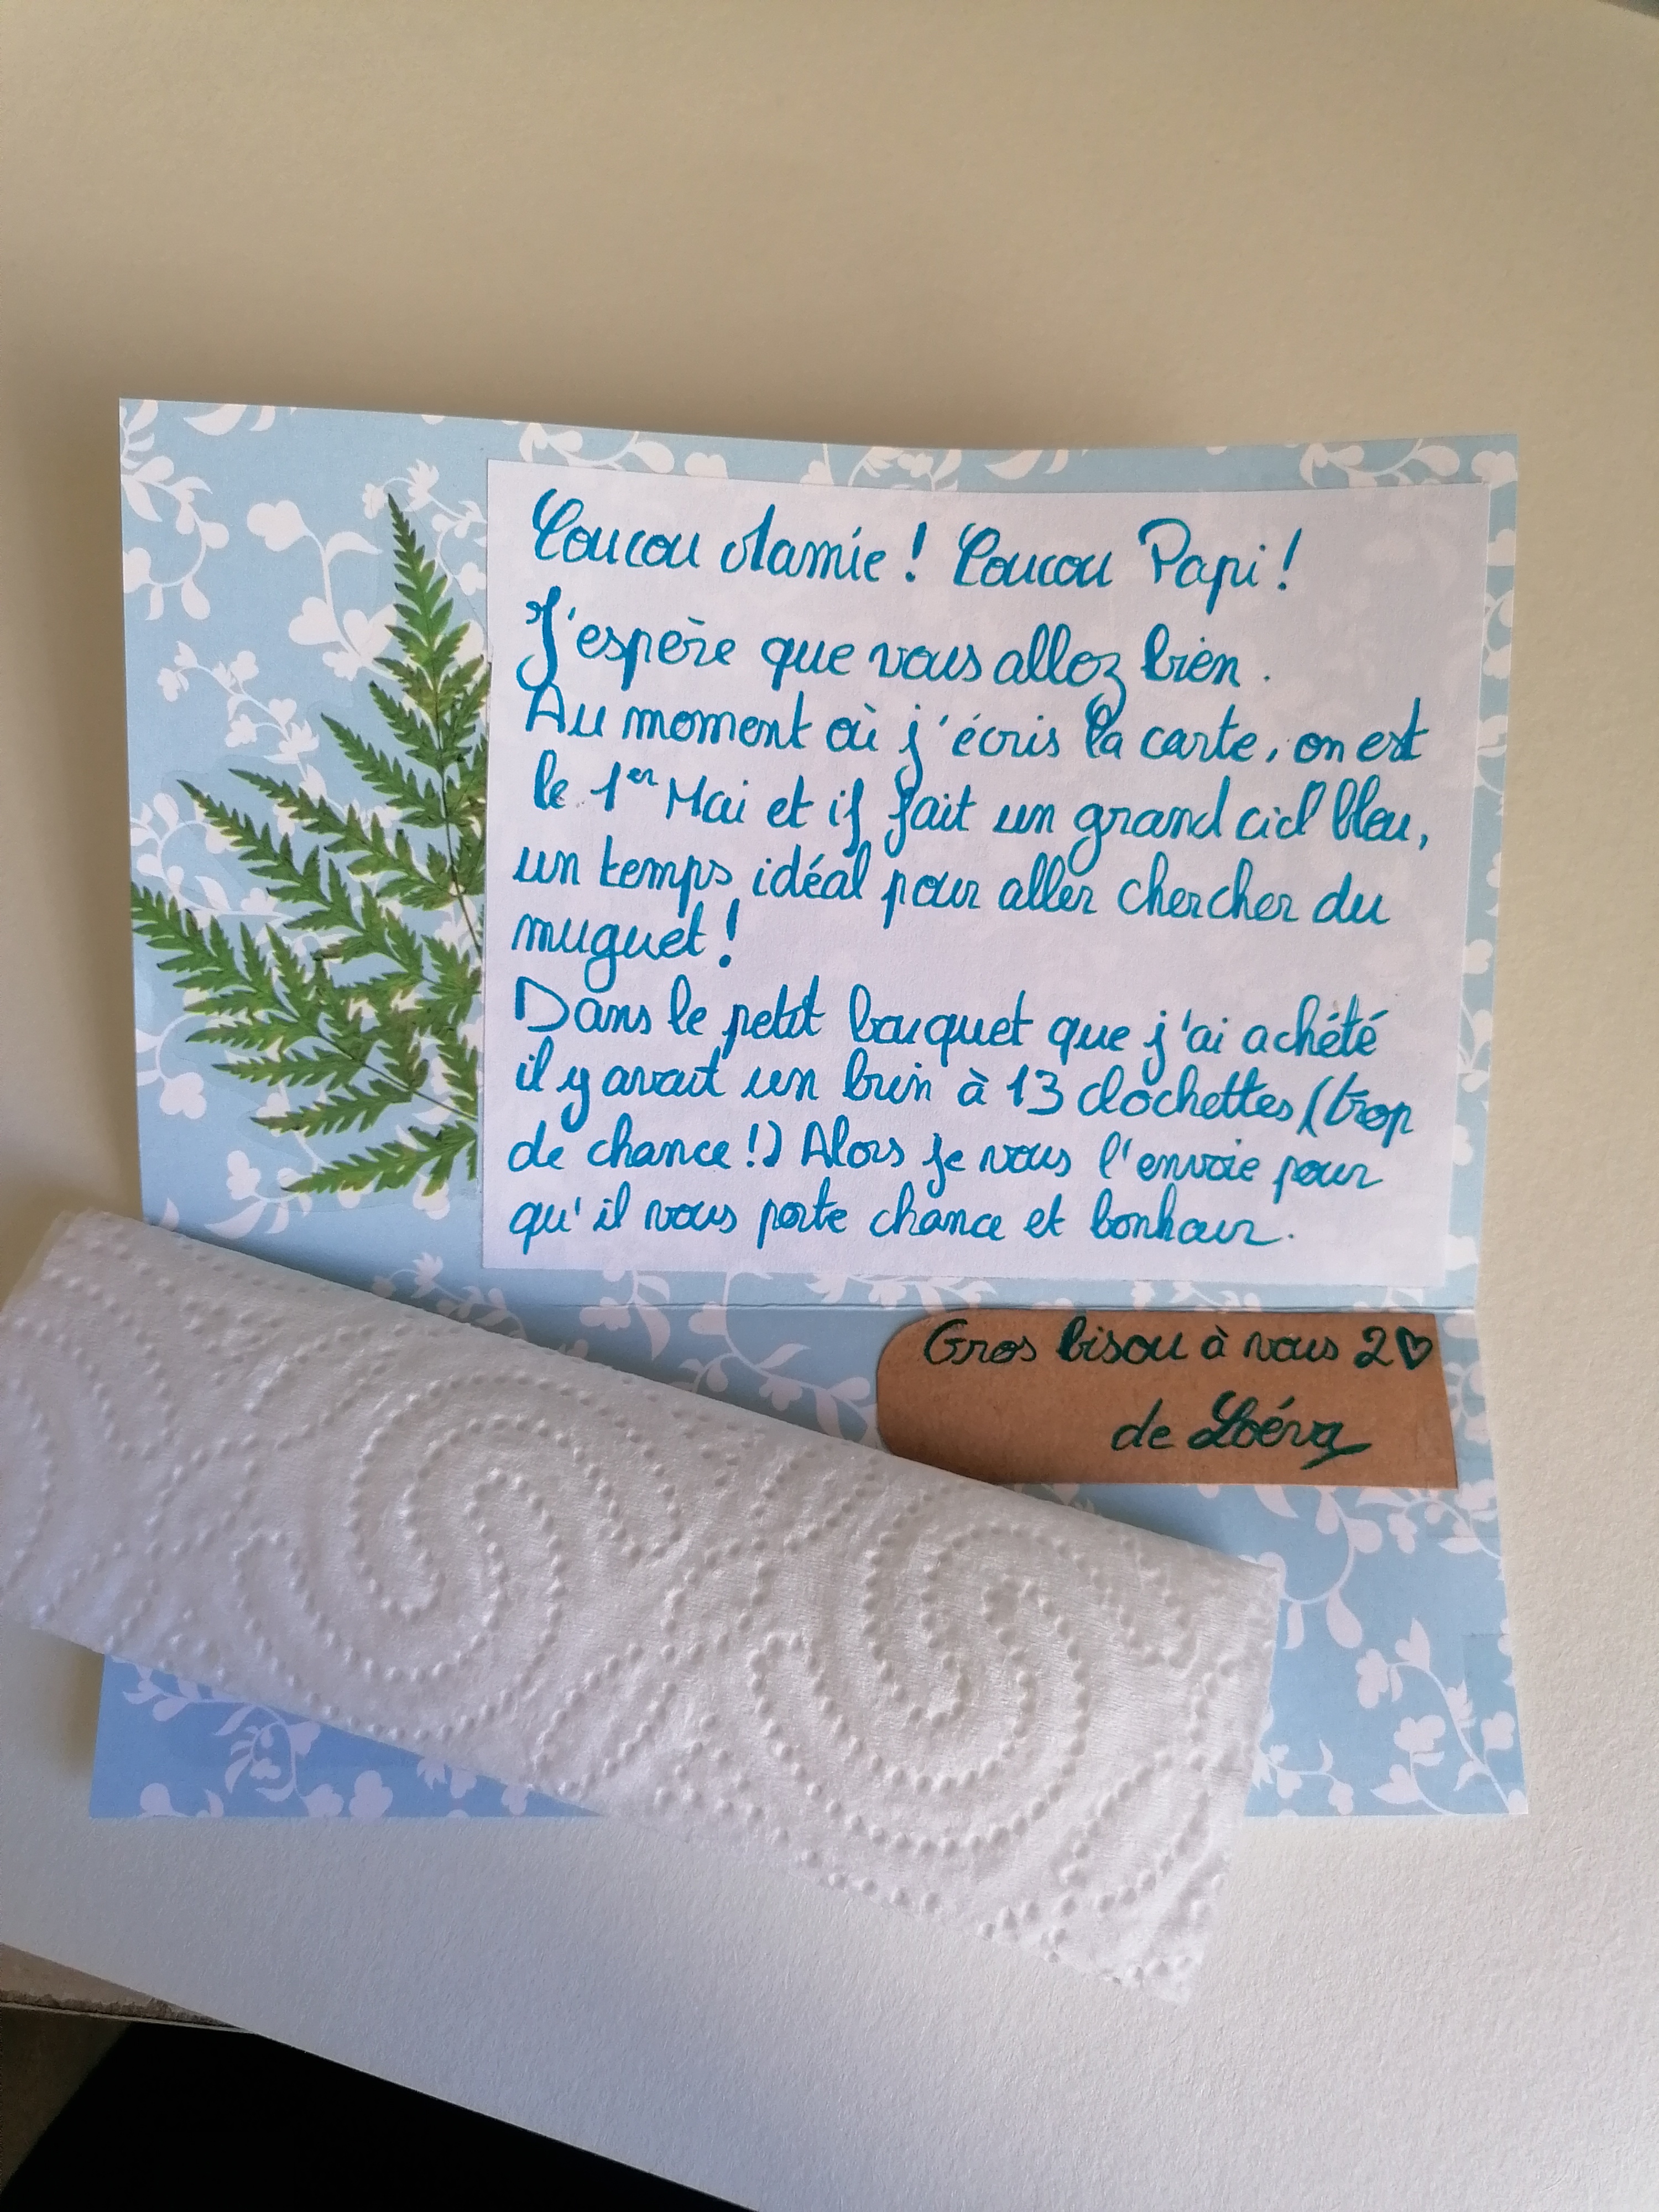 Coucou Mamie ! Coucou Papi !
J'espère que vous allez bien.
Au moment où j'écris la carte, on est
le 1er Mai et il fait un grand ciel bleu,
un temps idéal pour aller chercher du
muguet !
Dans le petit bouquet que j'ai achété
il y avait un brin à 13 clochettes (trop
de chance !) Alors je vous l'envoie pour
qu'il vous porte chance et bonheur.
Gros bisou à vous 2♡
de Loéva